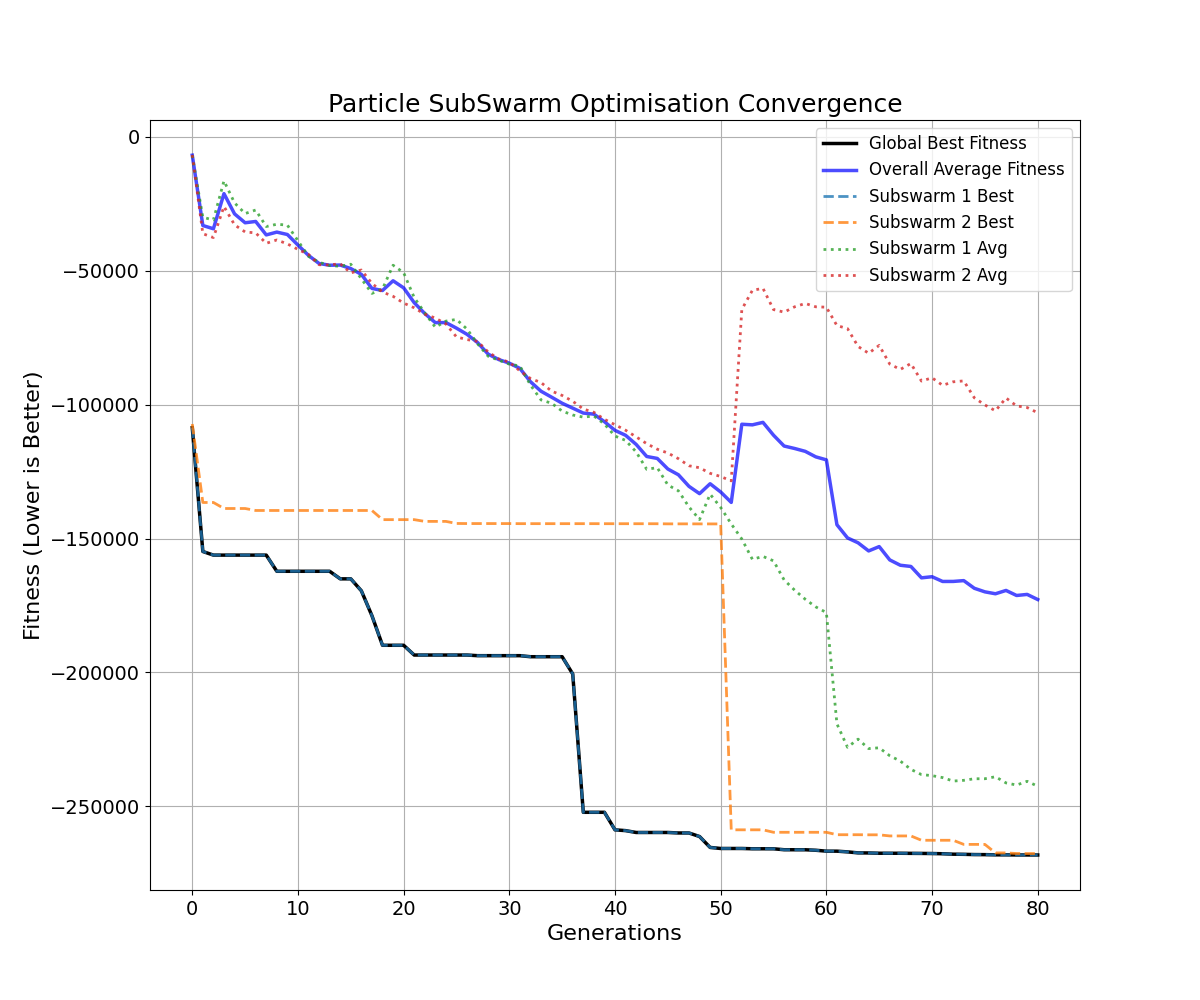 Particle SubSwarm Optimisation Convergence
Fitness (Lower is Better)
0
−50000
−100000
−150000
−200000
−250000
Global Best Fitness
Overall Average Fitness
Subswarm 1 Best
Subswarm 2 Best
Subswarm 1 Avg
Subswarm 2 Avg
0 10 20 30 40 50 60 70 80
Generations